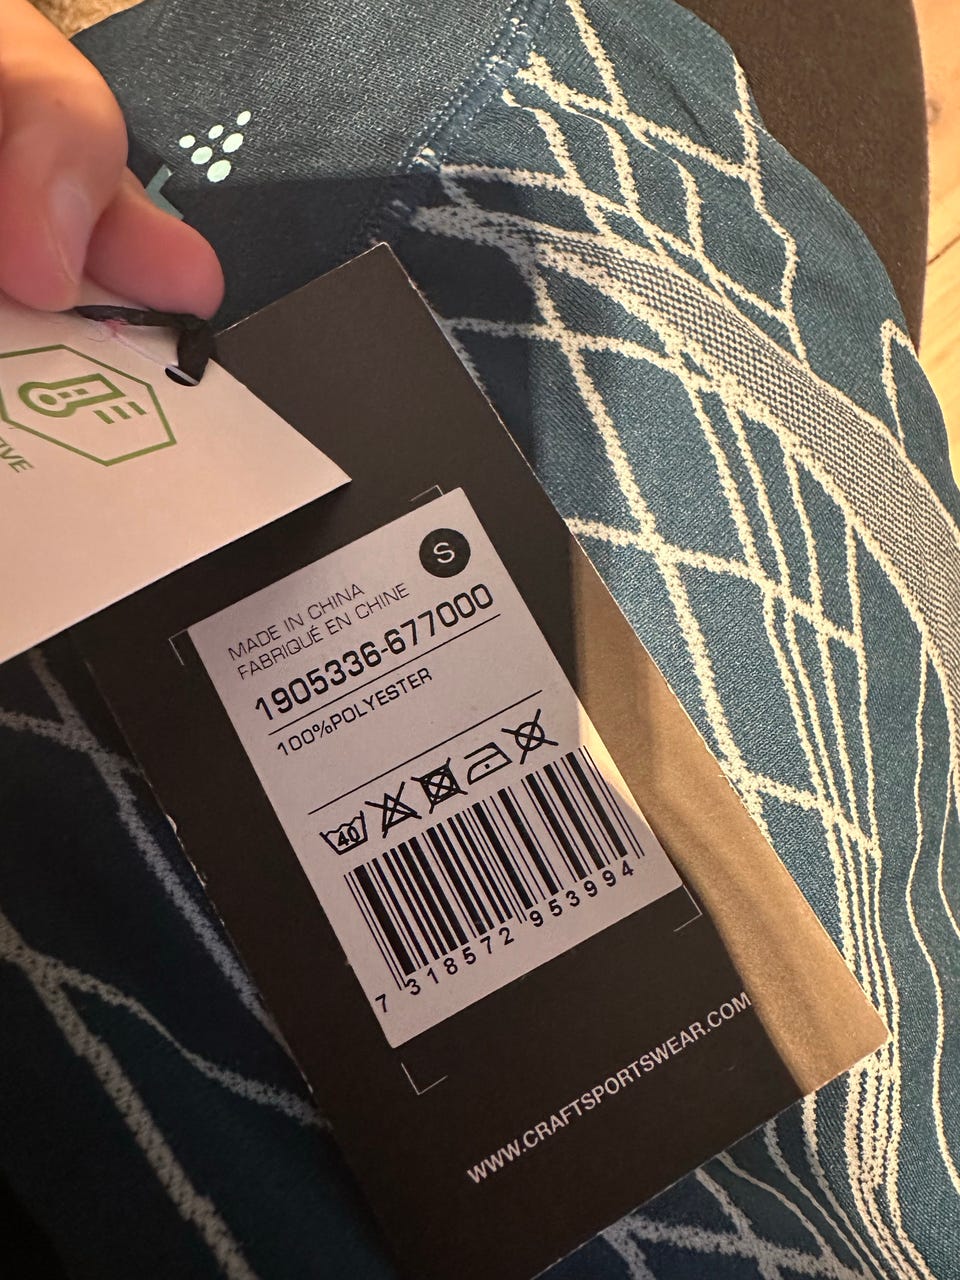 S
MADE IN CHINA
FABRIQUÉ EN CHINE
1905336-677000
100%POLYESTER
40
7 318572 953994
WWW.CRAFTSPORTSWEAR.COM